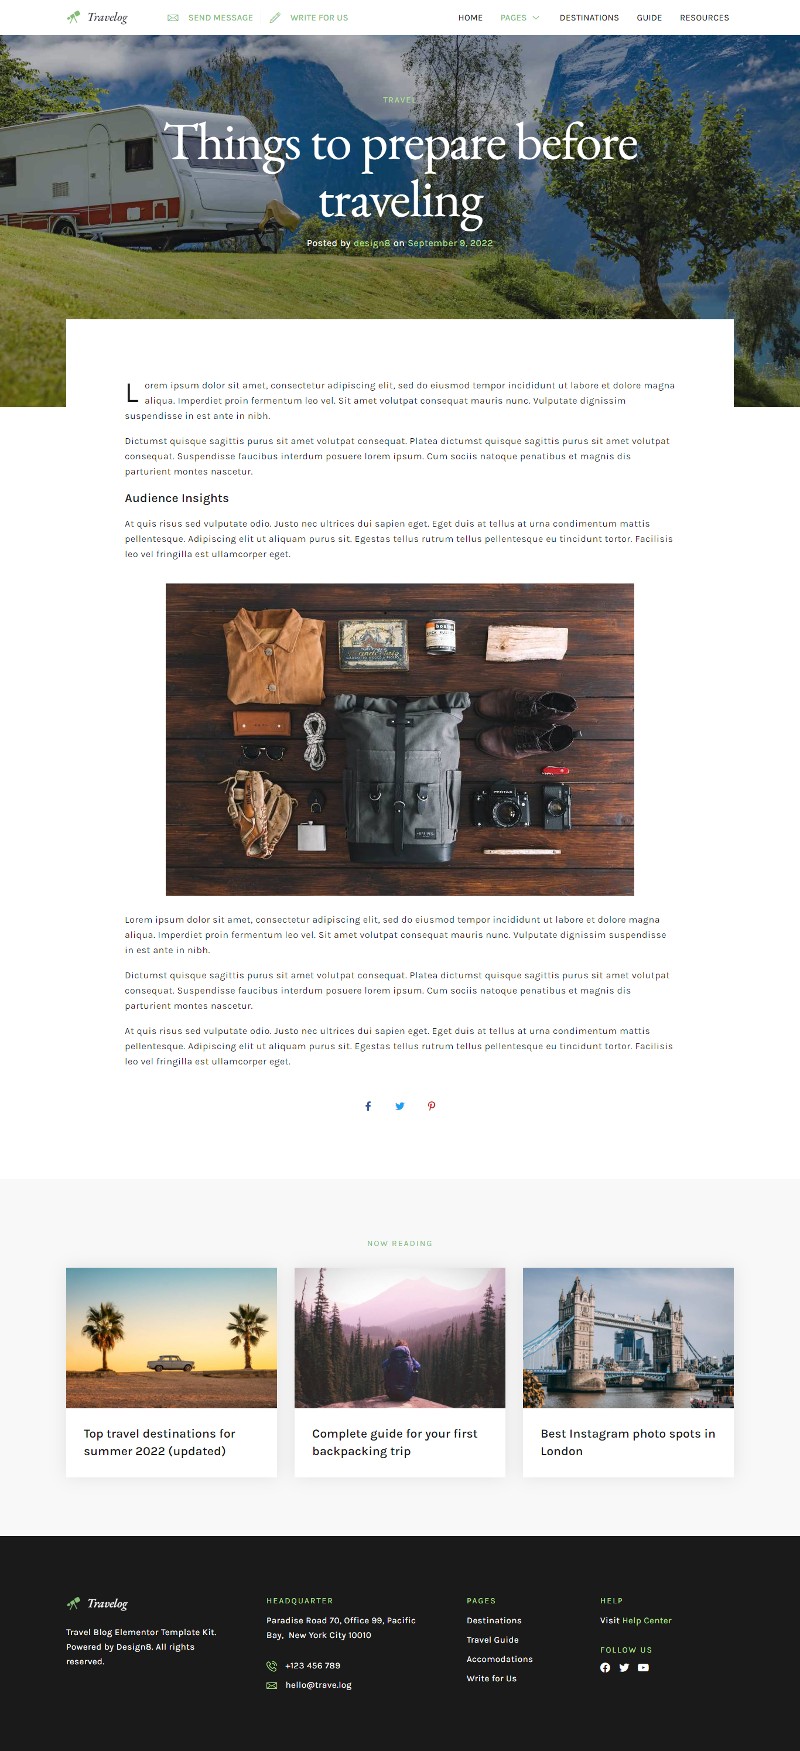 Travelog
SEND MESSAGE
WRITE FOR US
HOME
PAGES
DESTINATIONS
GUIDE
RESOURCES
TRAVEL
Things to prepare before
traveling
Posted by design8 on September 9, 2022
Lorem ipsum dolor sit amet, consectetur adipiscing elit, sed do eiusmod tempor incididunt ut labore et dolore magna
aliqua. Imperdiet proin fermentum leo vel. Sit amet volutpat consequat mauris nunc. Vulputate dignissim
suspendisse in est ante in nibh.
Dictumst quisque sagittis purus sit amet volutpat consequat. Platea dictumst quisque sagittis purus sit amet volutpat
consequat. Suspendisse faucibus interdum posuere lorem ipsum. Cum sociis natoque penatibus et magnis dis
parturient montes nascetur.
Audience Insights
At quis risus sed vulputate odio. Justo nec ultrices dui sapien eget. Eget duis at tellus at urna condimentum mattis
pellentesque. Adipiscing elit ut aliquam purus sit. Egestas tellus rutrum tellus pellentesque eu tincidunt tortor. Facilisis
leo vel fringilla est ullamcorper eget.
PENTAX
Lorem ipsum dolor sit amet, consectetur adipiscing elit, sed do eiusmod tempor incididunt ut labore et dolore magna
aliqua. Imperdiet proin fermentum leo vel. Sit amet volutpat consequat mauris nunc. Vulputate dignissim suspendisse
in est ante in nibh.
Dictumst quisque sagittis purus sit amet volutpat consequat. Platea dictumst quisque sagittis purus sit amet volutpat
consequat. Suspendisse faucibus interdum posuere lorem ipsum. Cum sociis natoque penatibus et magnis dis
parturient montes nascetur.
At quis risus sed vulputate odio. Justo nec ultrices dui sapien eget. Eget duis at tellus at urna condimentum mattis
pellentesque. Adipiscing elit ut aliquam purus sit. Egestas tellus rutrum tellus pellentesque eu tincidunt tortor. Facilisis
leo vel fringilla est ullamcorper eget.
NOW READING
Top travel destinations for
summer 2022 (updated)
Complete guide for your first
backpacking trip
Best Instagram photo spots in
London
Travelog
Travel Blog Elementor Template Kit.
Powered by Design8. All rights
reserved.
HEADQUARTER
Paradise Road 70, Office 99, Pacific
Bay, New York City 10010
+123 456 789
hello@trave.log
PAGES
Destinations
Travel Guide
Accomodations
Write for Us
HELP
Visit Help Center
FOLLOW US